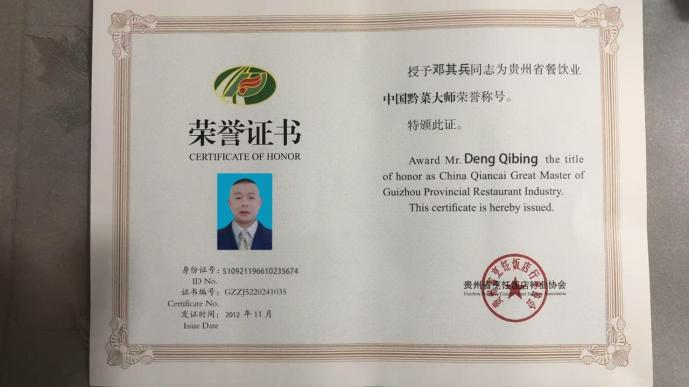 荣誉证书
CERTIFICATE OF HONOR
身份证号：510921196610235674
ID No.
证书编号：GZZJ5220241035
Certificate No.
发证时间：2012 年 11月
Issue Date
授予邓其兵同志为贵州省餐饮业
中国黔菜大师荣誉称号。
特颁此证。
Award Mr. Deng Qibing the title
of honor as China Qiancai Great Master of
Guizhou Provincial Restaurant Industry.
This certificate is hereby issued.
贵州省烹饪饭店行业协会